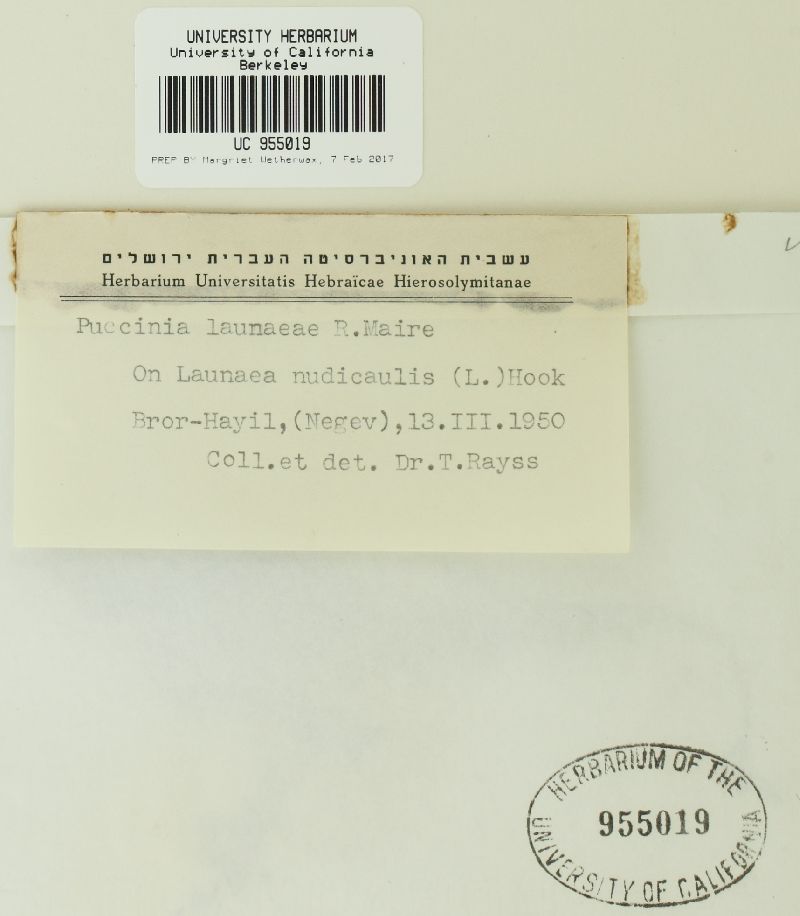 UNIVERSITY HERBARIUM
University of California
Berkeley
UC 955019
PREP BY Margriet Wetherwax, 7 Feb 2017
עשבית האוניברסיטה העברית ירושלים
Herbarium Universitatis Hebraïcae Hierosolymitanae
Puccinia launaeae R.Maire
On Launaea nudicaulis (L.)Hook
Bror-Hayil,(Negev),13.III.1950
Coll.et det. Dr.T.Rayss
HERBARIUM OF THE
955019
UNIVERSITY OF CALIFORNIA